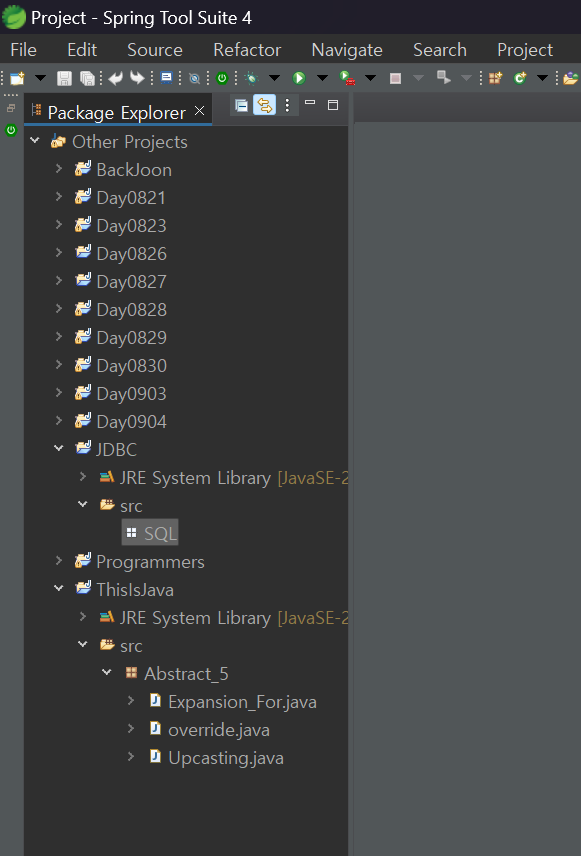 Project - Spring Tool Suite 4
File Edit Source Refactor Navigate Search Project
Package Explorer
Other Projects
BackJoon
Day0821
Day0823
Day0826
Day0827
Day0828
Day0829
Day0830
Day0903
Day0904
JDBC
JRE System Library [JavaSE-2
src
SQL
Programmers
ThisIsJava
JRE System Library [JavaSE-2
src
Abstract_5
Expansion_For.java
override.java
Upcasting.java